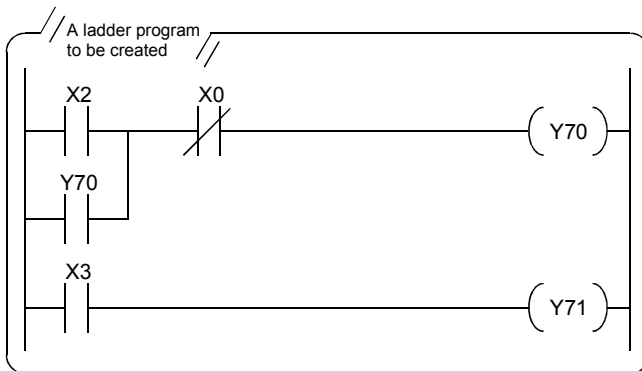 A ladder program
to be created
X2 X0
Y70
Y70
X3
Y71